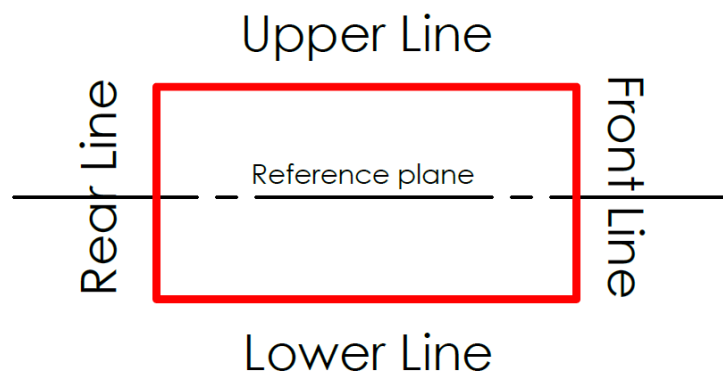 Upper Line
Rear Line
Reference plane
Front Line
Lower Line